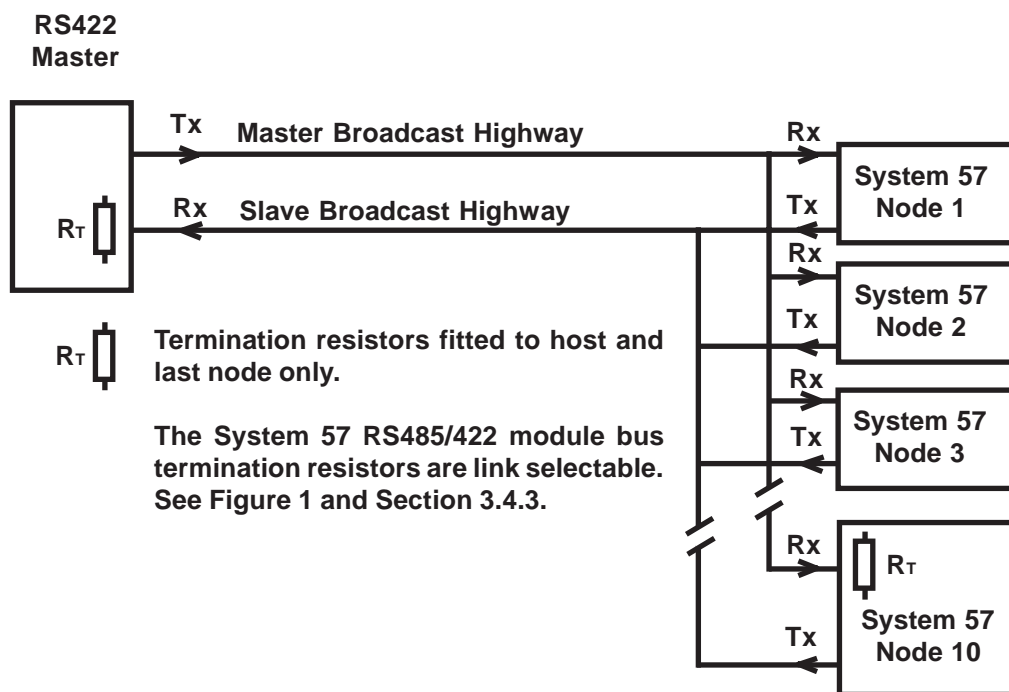 RS422
Master
Tx
Master Broadcast Highway
Rx
System 57
Node 1
RT
Rx
Slave Broadcast Highway
Tx
Rx
System 57
Node 2
Tx
RT
Termination resistors fitted to host and
last node only.
Rx
System 57
Node 3
Tx
The System 57 RS485/422 module bus
termination resistors are link selectable.
See Figure 1 and Section 3.4.3.
Rx
RT
System 57
Node 10
Tx